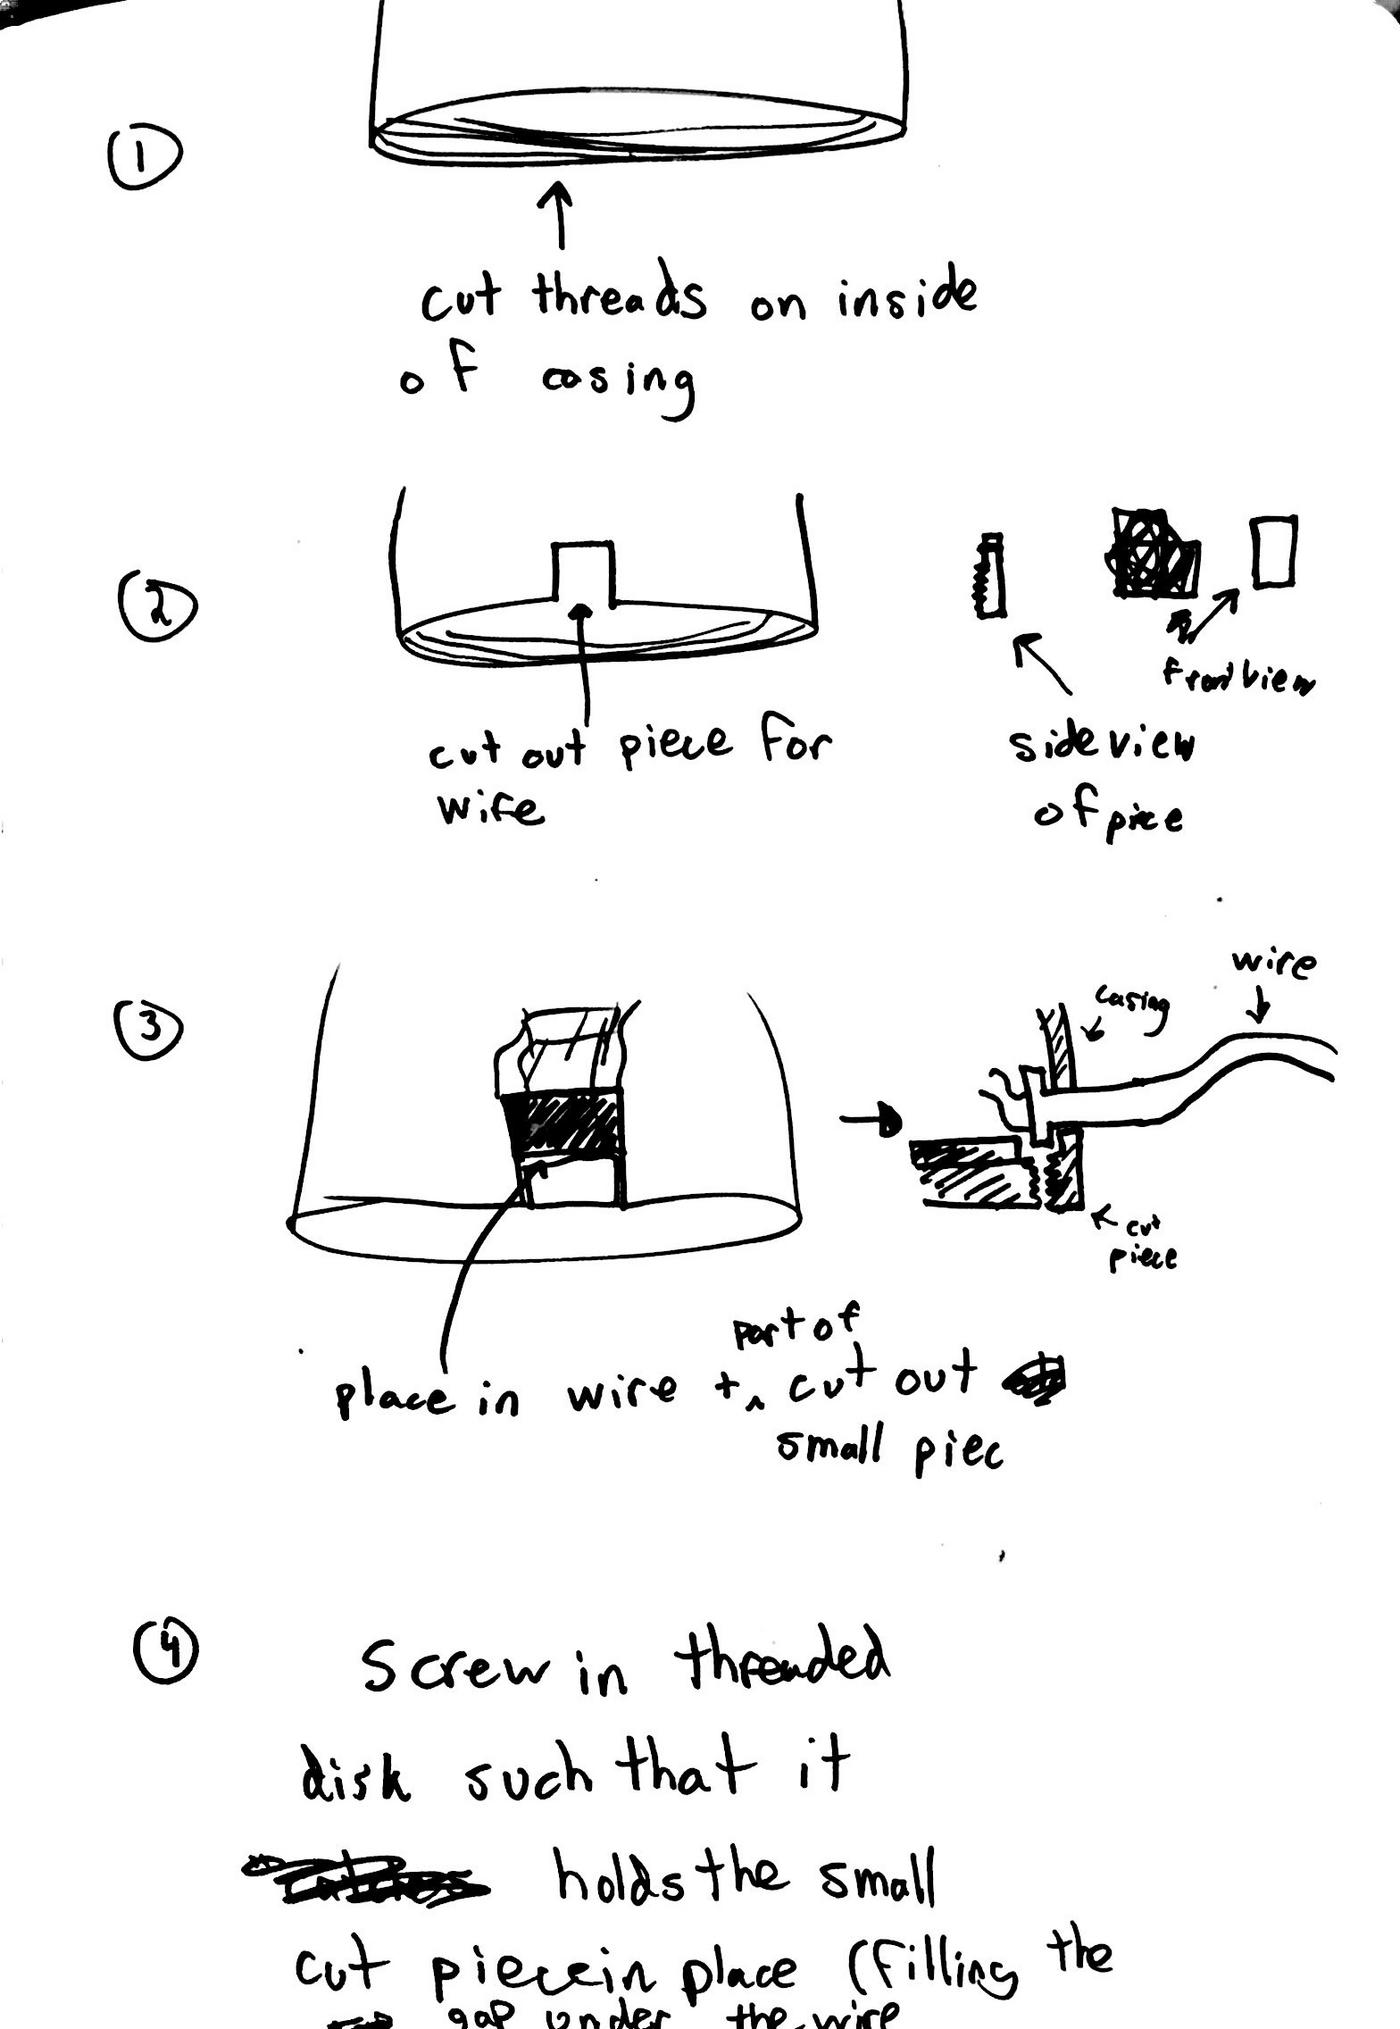 1
cut threads on inside
of casing
2
cut out piece for
wire
front view
side view
of piece
3
wire
casing
cut
piece
part of
place in wire + ^ cut out
small piec
4
Screw in threaded
disk such that it
holds the small
cut piece in place (filling the
gap under the wire